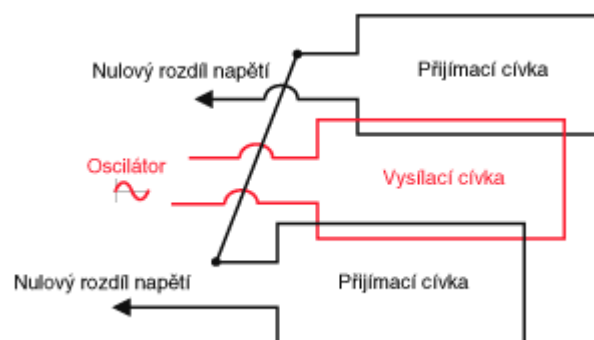 Nulový rozdíl napětí
Přijímací cívka
Oscilátor
Vysílací cívka
Nulový rozdíl napětí
Přijímací cívka